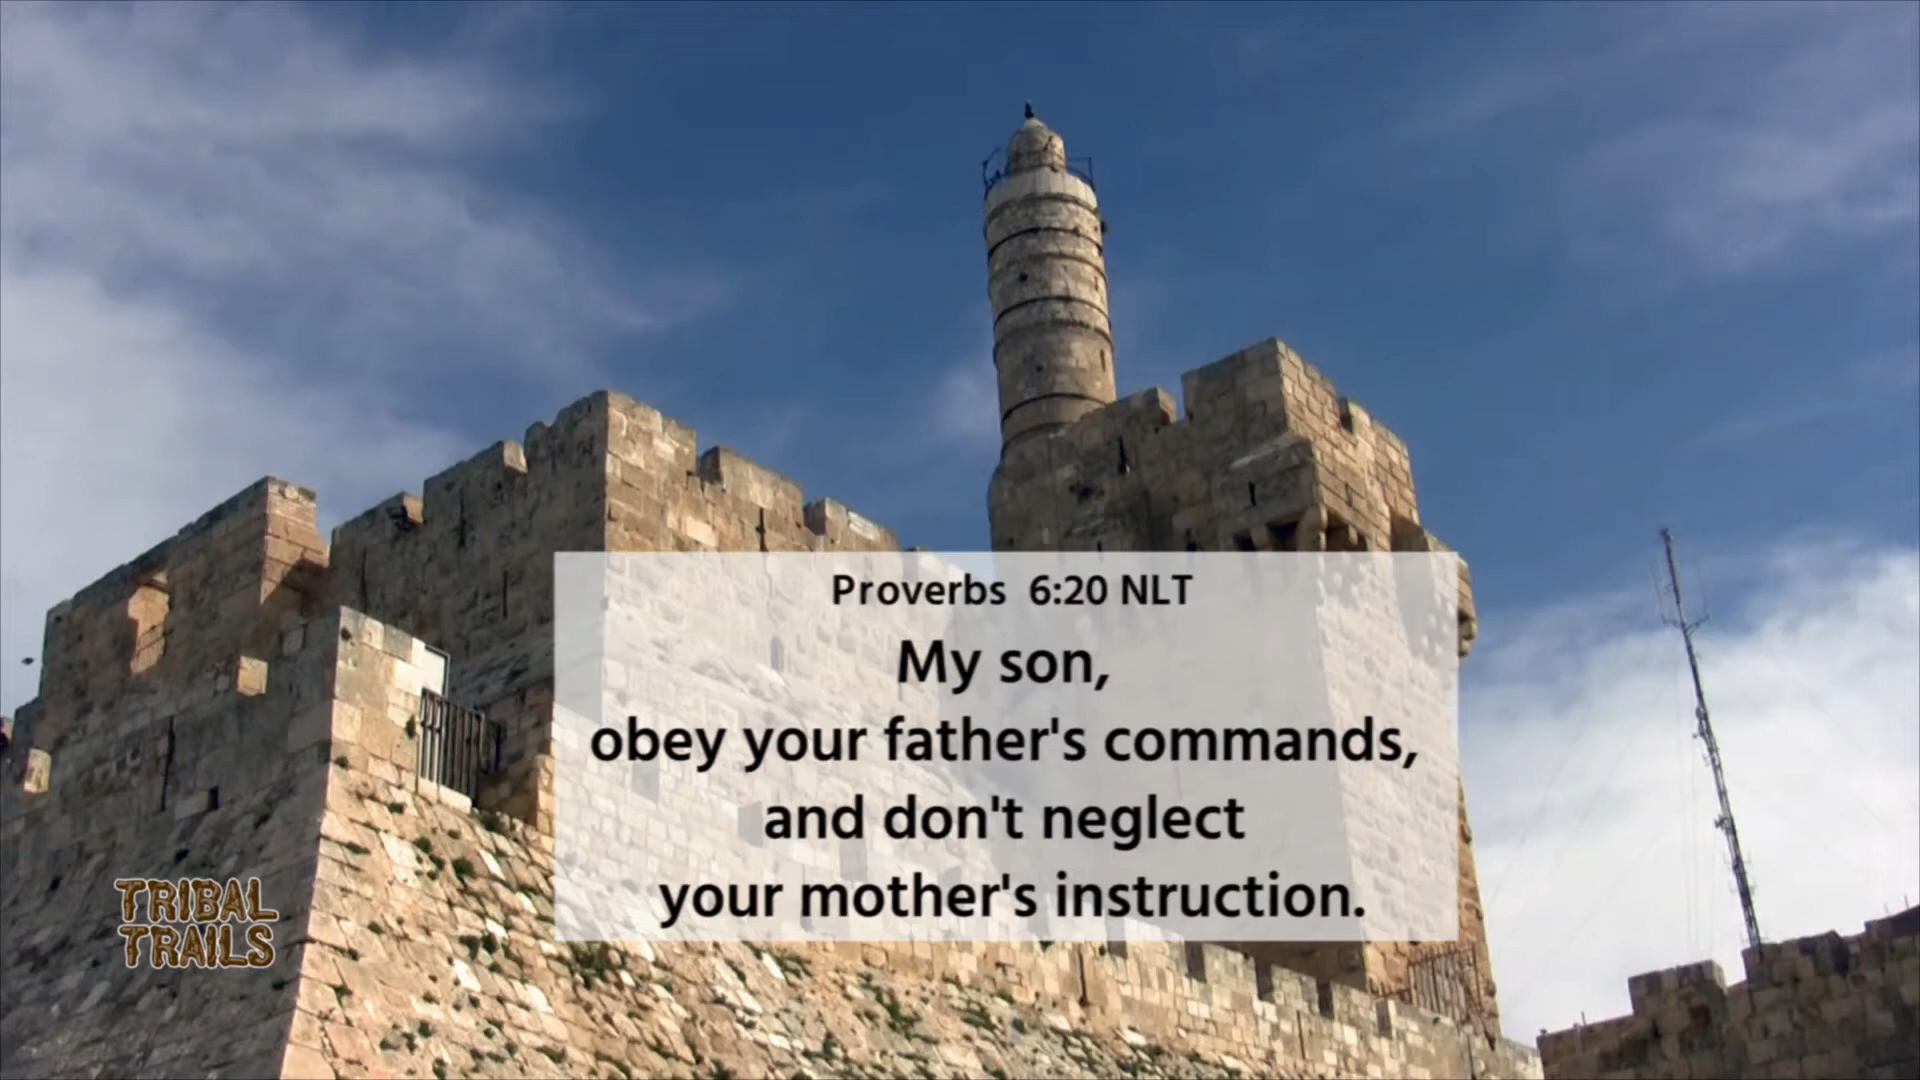 Proverbs 6:20 NLT
My son,
obey your father's commands,
and don't neglect
your mother's instruction.
TRIBAL
TRAILS